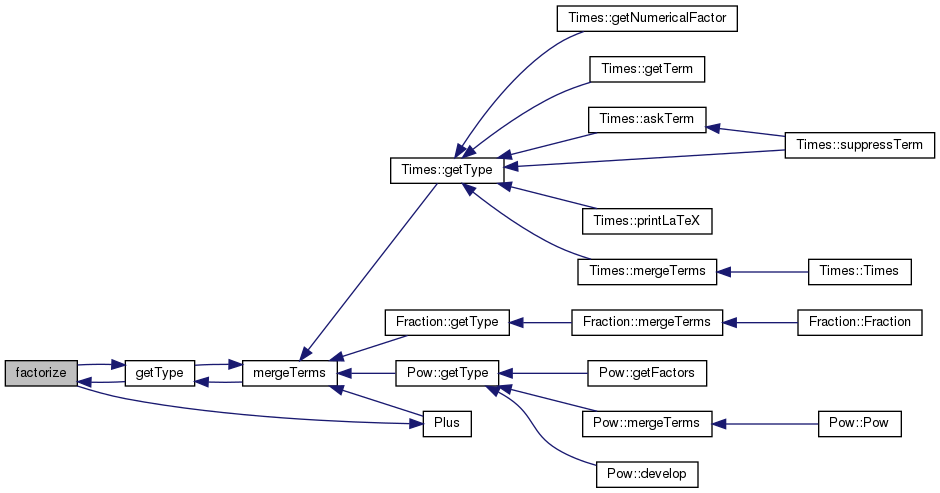 Times::getNumericalFactor
Times::getTerm
Times::askTerm
Times::suppressTerm
Times::getType
Times::printLaTeX
Times::mergeTerms
Times::Times
Fraction::getType
Fraction::mergeTerms
Fraction::Fraction
factorize
getType
mergeTerms
Pow::getType
Pow::getFactors
Plus
Pow::mergeTerms
Pow::Pow
Pow::develop